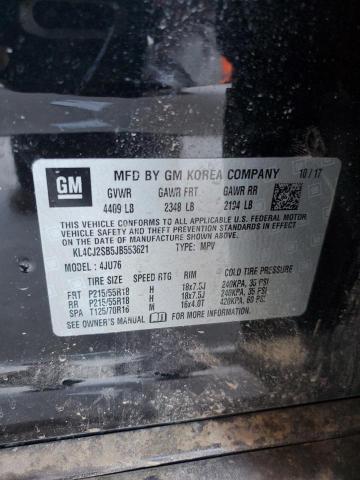 GM MFD BY GM KOREA COMPANY 10/17
GVWR GAWR FRT GAWR RR
4409 LB 2348 LB 2194 LB
THIS VEHICLE CONFORMS TO ALL APPLICABLE U.S. FEDERAL MOTOR
VEHICLE SAFETY, BUMPER, AND THEFT PREVENTION STANDARDS IN
EFFECT ON THE DATE OF MANUFACTURE SHOWN ABOVE.
KL4CJ2SB5JB553621 TYPE: MPV
MODEL: 4JU76
TIRE SIZE SPEED RTG RIM COLD TIRE PRESSURE
FRT P215/55R18 H 18x7.5J 240KPA, 35 PSI
RR P215/55R18 H 18x7.5J 240KPA, 35 PSI
SPA T125/70R16 M 16x4.0T 420KPA, 60 PSI
SEE OWNER'S MANUAL FOR MORE INFORMATION.